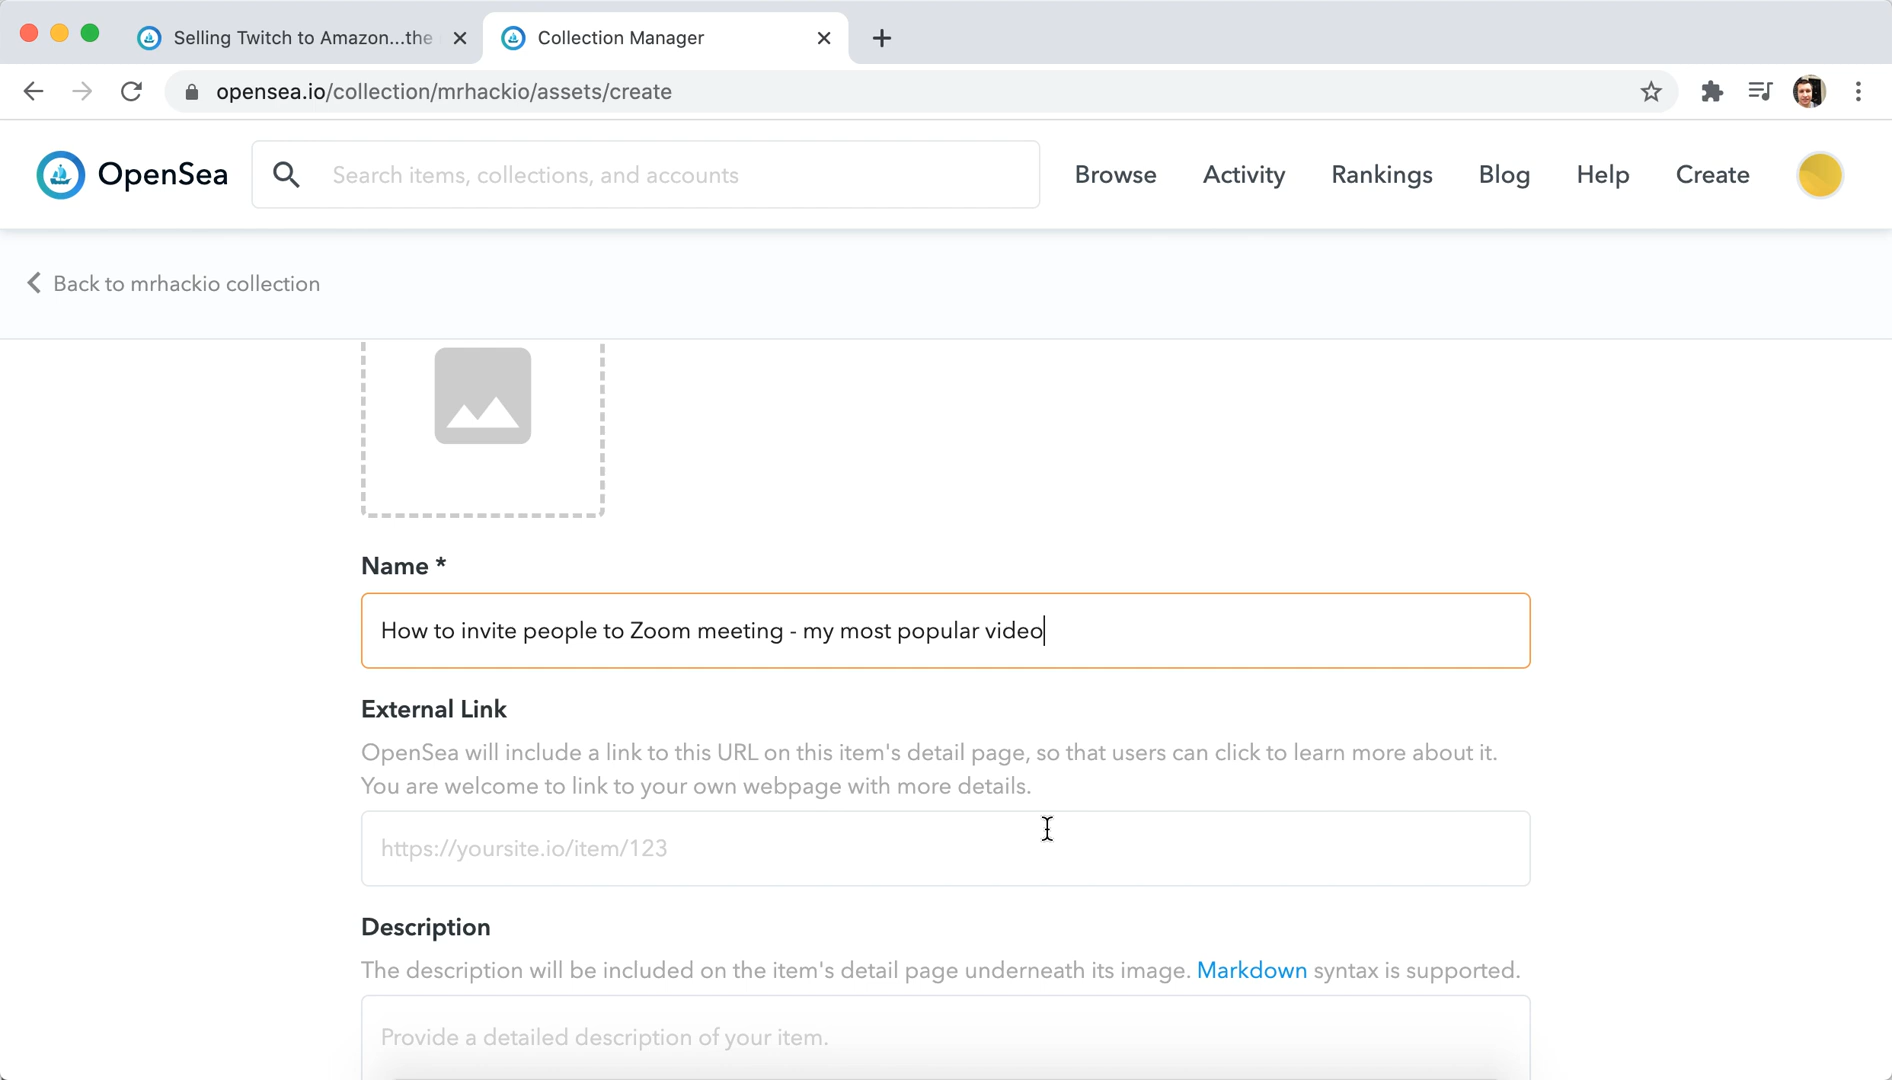 Selling Twitch to Amazon...the
Collection Manager
opensea.io/collection/mrhackio/assets/create
OpenSea
Search items, collections, and accounts
Browse
Activity
Rankings
Blog
Help
Create
Back to mrhackio collection
Name *
How to invite people to Zoom meeting - my most popular video
External Link
OpenSea will include a link to this URL on this item's detail page, so that users can click to learn more about it.
You are welcome to link to your own webpage with more details.
https://yoursite.io/item/123
Description
The description will be included on the item's detail page underneath its image. Markdown syntax is supported.
Provide a detailed description of your item.